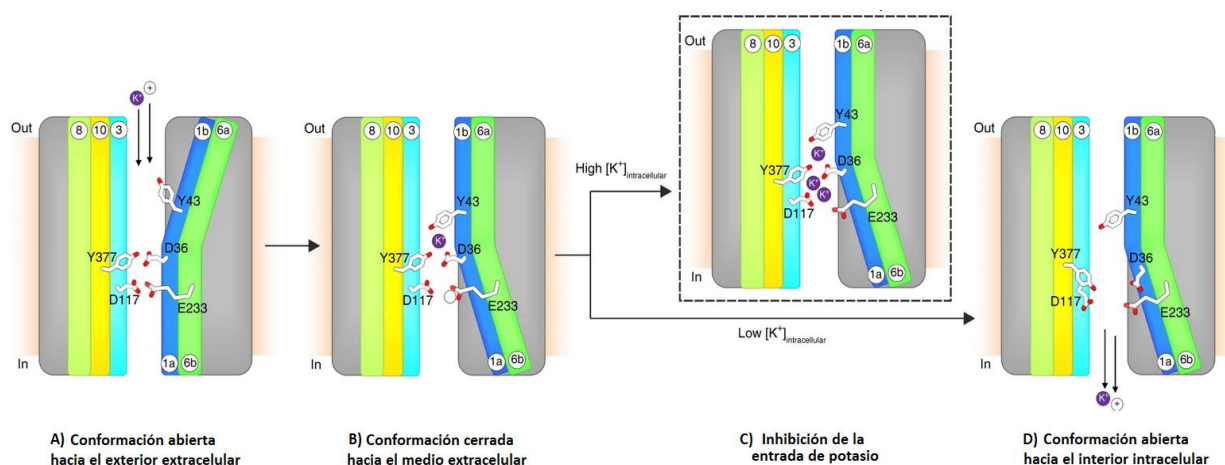 K⁺ +
Out
8 10 3 1b 6a
Y43
Y377 D36
D117 E233
In
1a 6b
A) Conformación abierta
hacia el exterior extracelular
Out
8 10 3 1b 6a
Y43
K⁺
Y377 D36
D117
E233
In
1a 6b
B) Conformación cerrada
hacia el medio extracelular
High [K⁺]intracellular
Low [K⁺]intracellular
Out
8 10 3 1b 6a
Y43
K⁺
Y377 D36
K⁺ K⁺
D117
E233
In
1a 6b
C) Inhibición de la
entrada de potasio
Out
8 10 3 1b 6a
Y43
Y377 D36
D117
E233
In
1a 6b
K⁺ +
D) Conformación abierta
hacia el interior intacelular